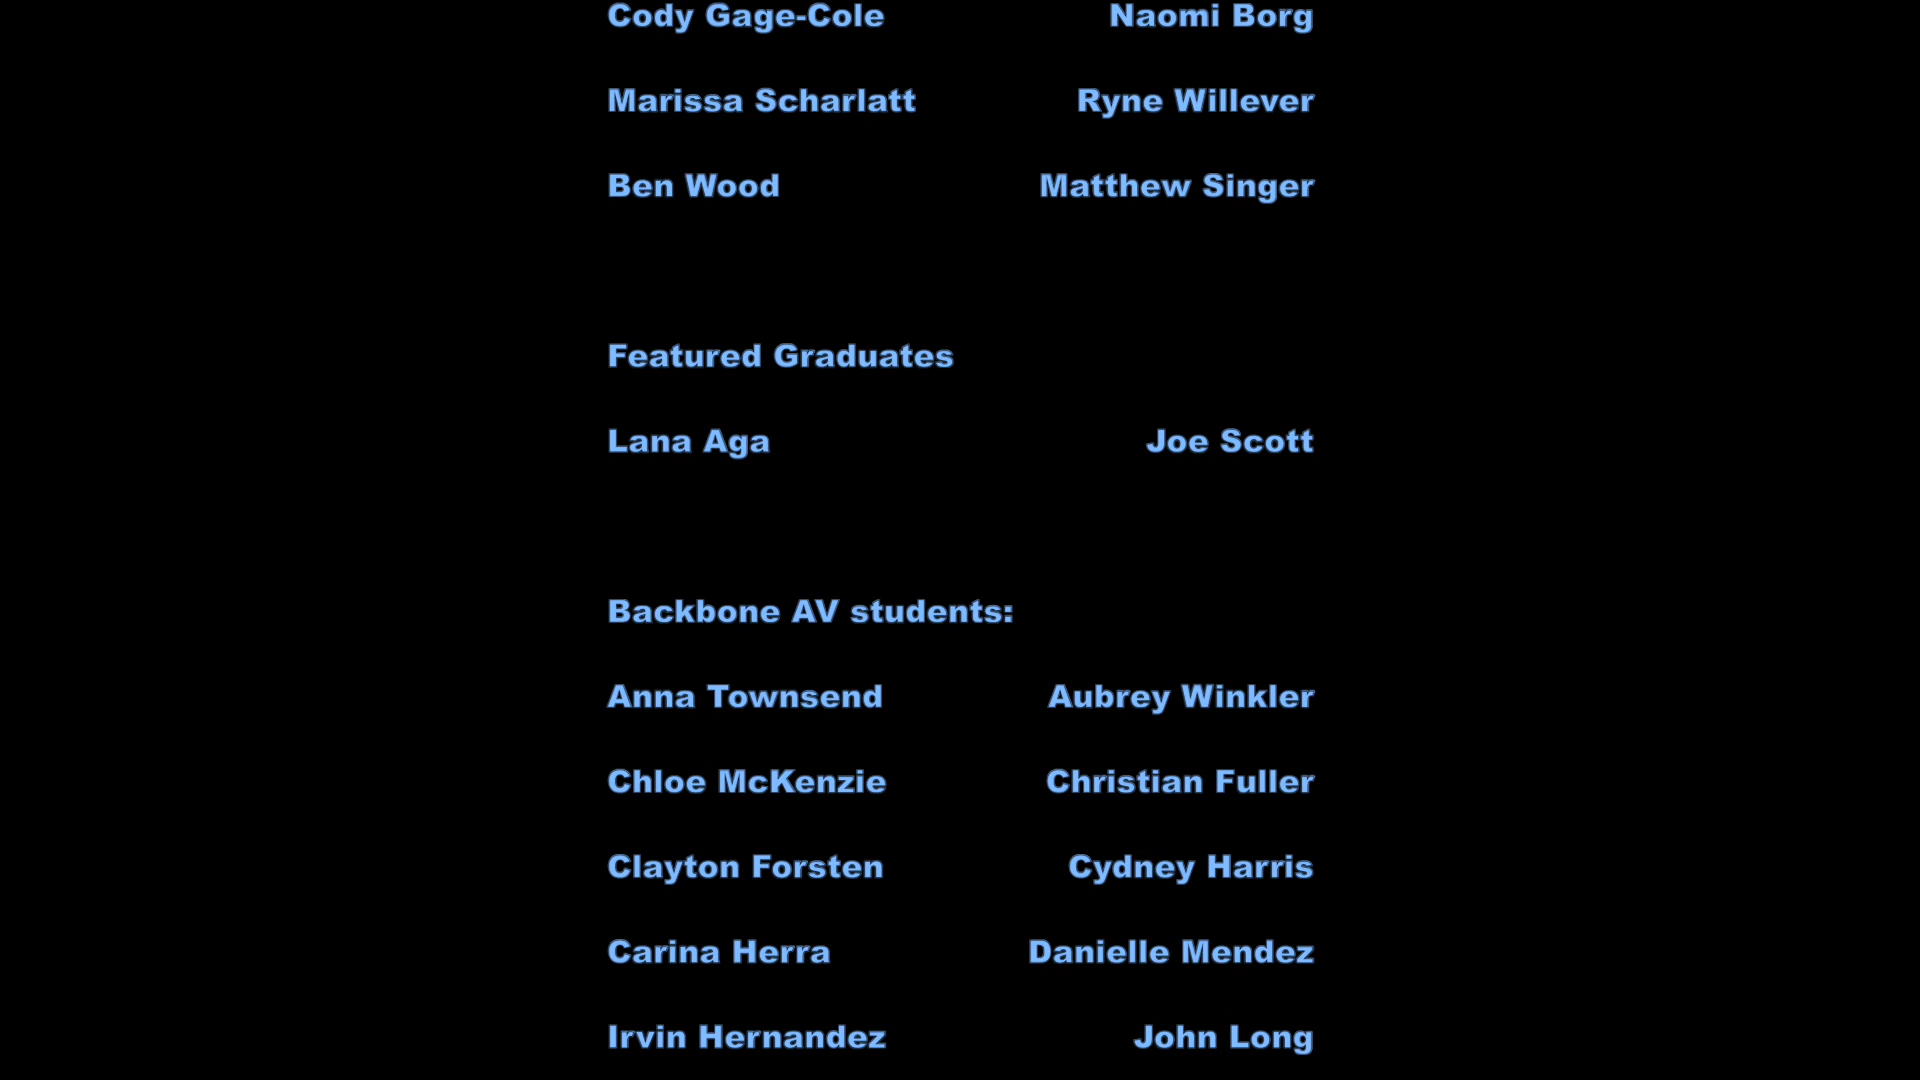 Cody Gage-Cole Naomi Borg
Marissa Scharlatt Ryne Willever
Ben Wood Matthew Singer
Featured Graduates
Lana Aga Joe Scott
Backbone AV students:
Anna Townsend Aubrey Winkler
Chloe McKenzie Christian Fuller
Clayton Forsten Cydney Harris
Carina Herra Danielle Mendez
Irvin Hernandez John Long